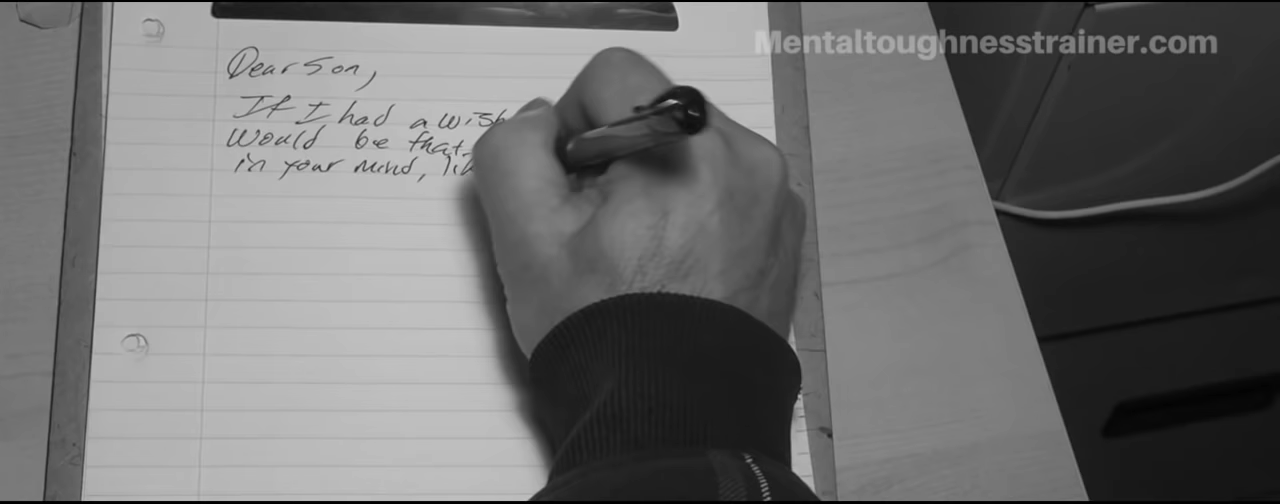 Mentaltoughnesstrainer.com
Dear Son,
If I had a wish
would be that
in your mind,